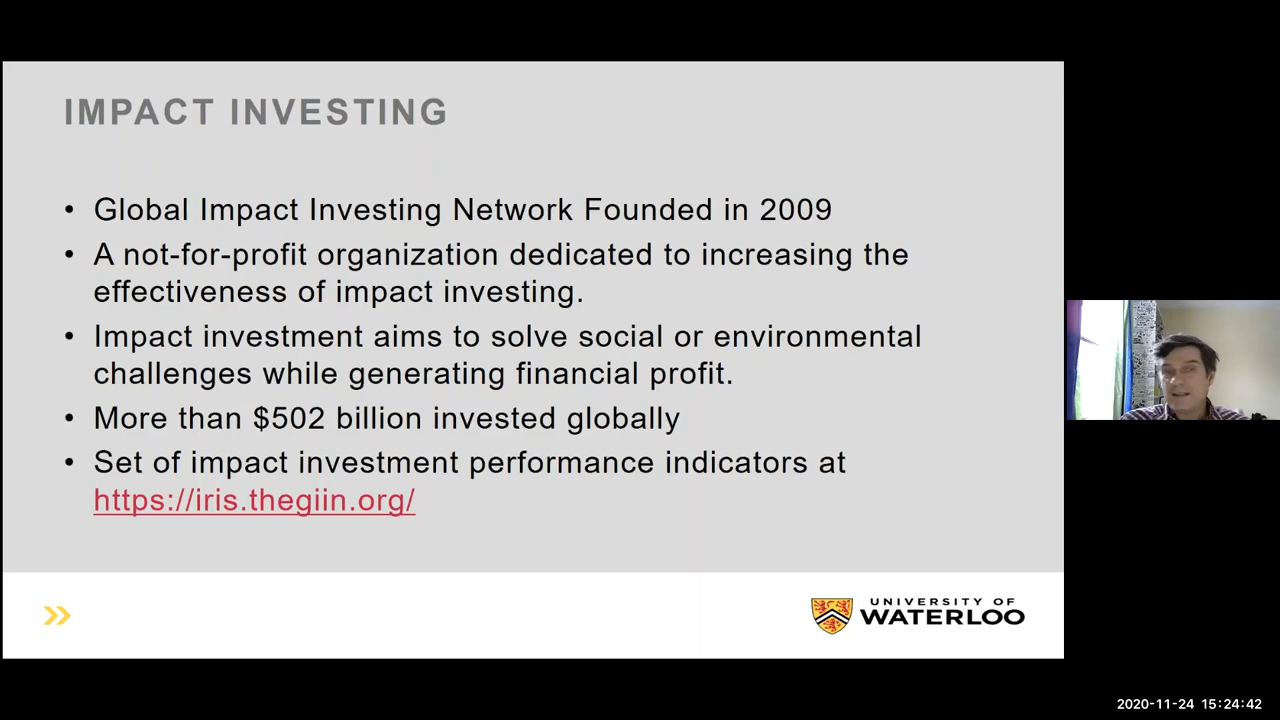 IMPACT INVESTING
• Global Impact Investing Network Founded in 2009
• A not-for-profit organization dedicated to increasing the
effectiveness of impact investing.
• Impact investment aims to solve social or environmental
challenges while generating financial profit.
• More than $502 billion invested globally
• Set of impact investment performance indicators at
https://iris.thegiin.org/
UNIVERSITY OF
WATERLOO
2020-11-24 15:24:42